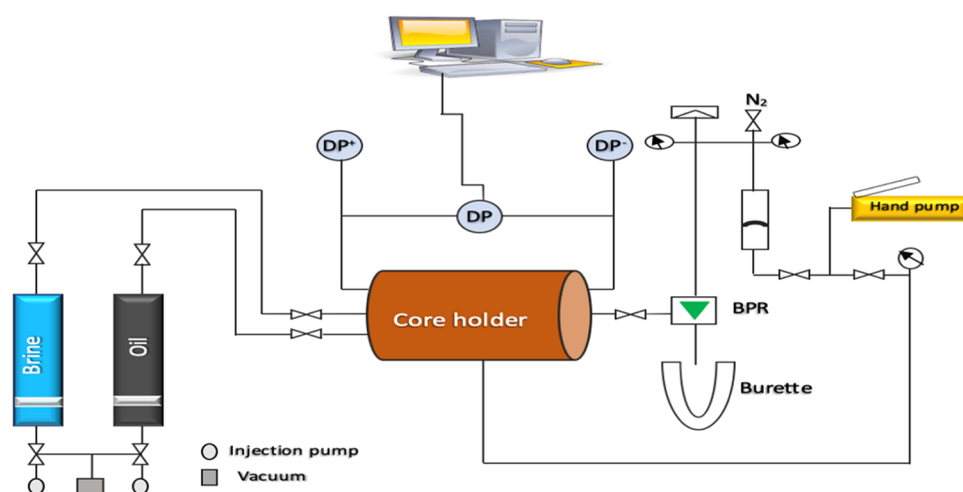 N₂
DP⁺
DP⁻
DP
Hand pump
Core holder
BPR
Brine
Oil
Burette
Injection pump
Vacuum